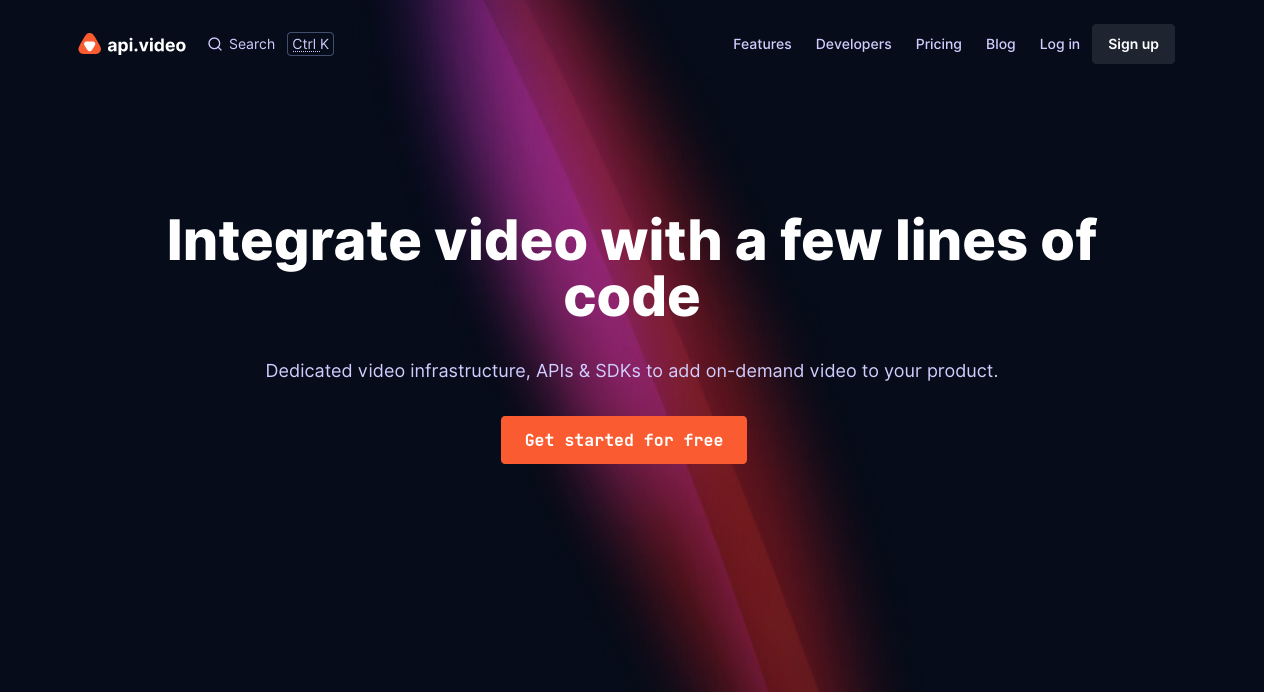 api.video Search Ctrl K Features Developers Pricing Blog Log in Sign up
Integrate video with a few lines of
code
Dedicated video infrastructure, APIs & SDKs to add on-demand video to your product.
Get started for free